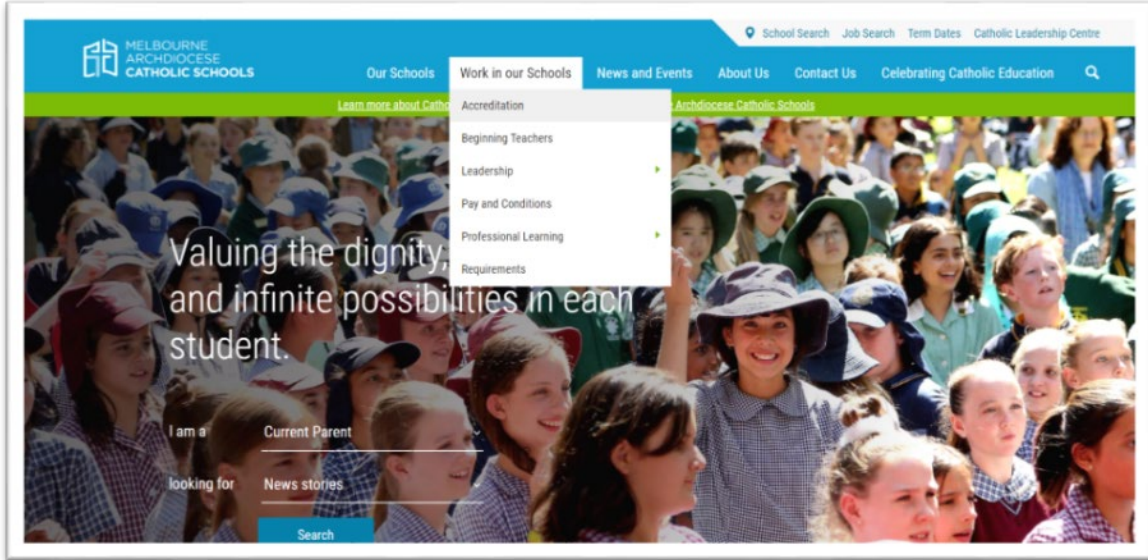 School Search Job Search Term Dates Catholic Leadership Centre
MELBOURNE
ARCHDIOCESE
CATHOLIC SCHOOLS
Our Schools Work in our Schools News and Events About Us Contact Us Celebrating Catholic Education
Learn more about Catho
Archdiocese Catholic Schools
Accreditation
Beginning Teachers
Leadership
Pay and Conditions
Professional Learning
Requirements
Valuing the dignity,
and infinite possibilities in each
student.
I am a Current Parent
looking for News stories
Search